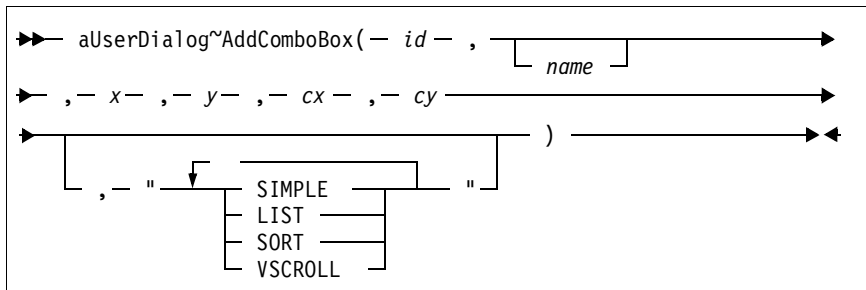 aUserDialog~AddComboBox( id ,
name
, x , y , cx , cy
)
, " SIMPLE "
LIST
SORT
VSCROLL